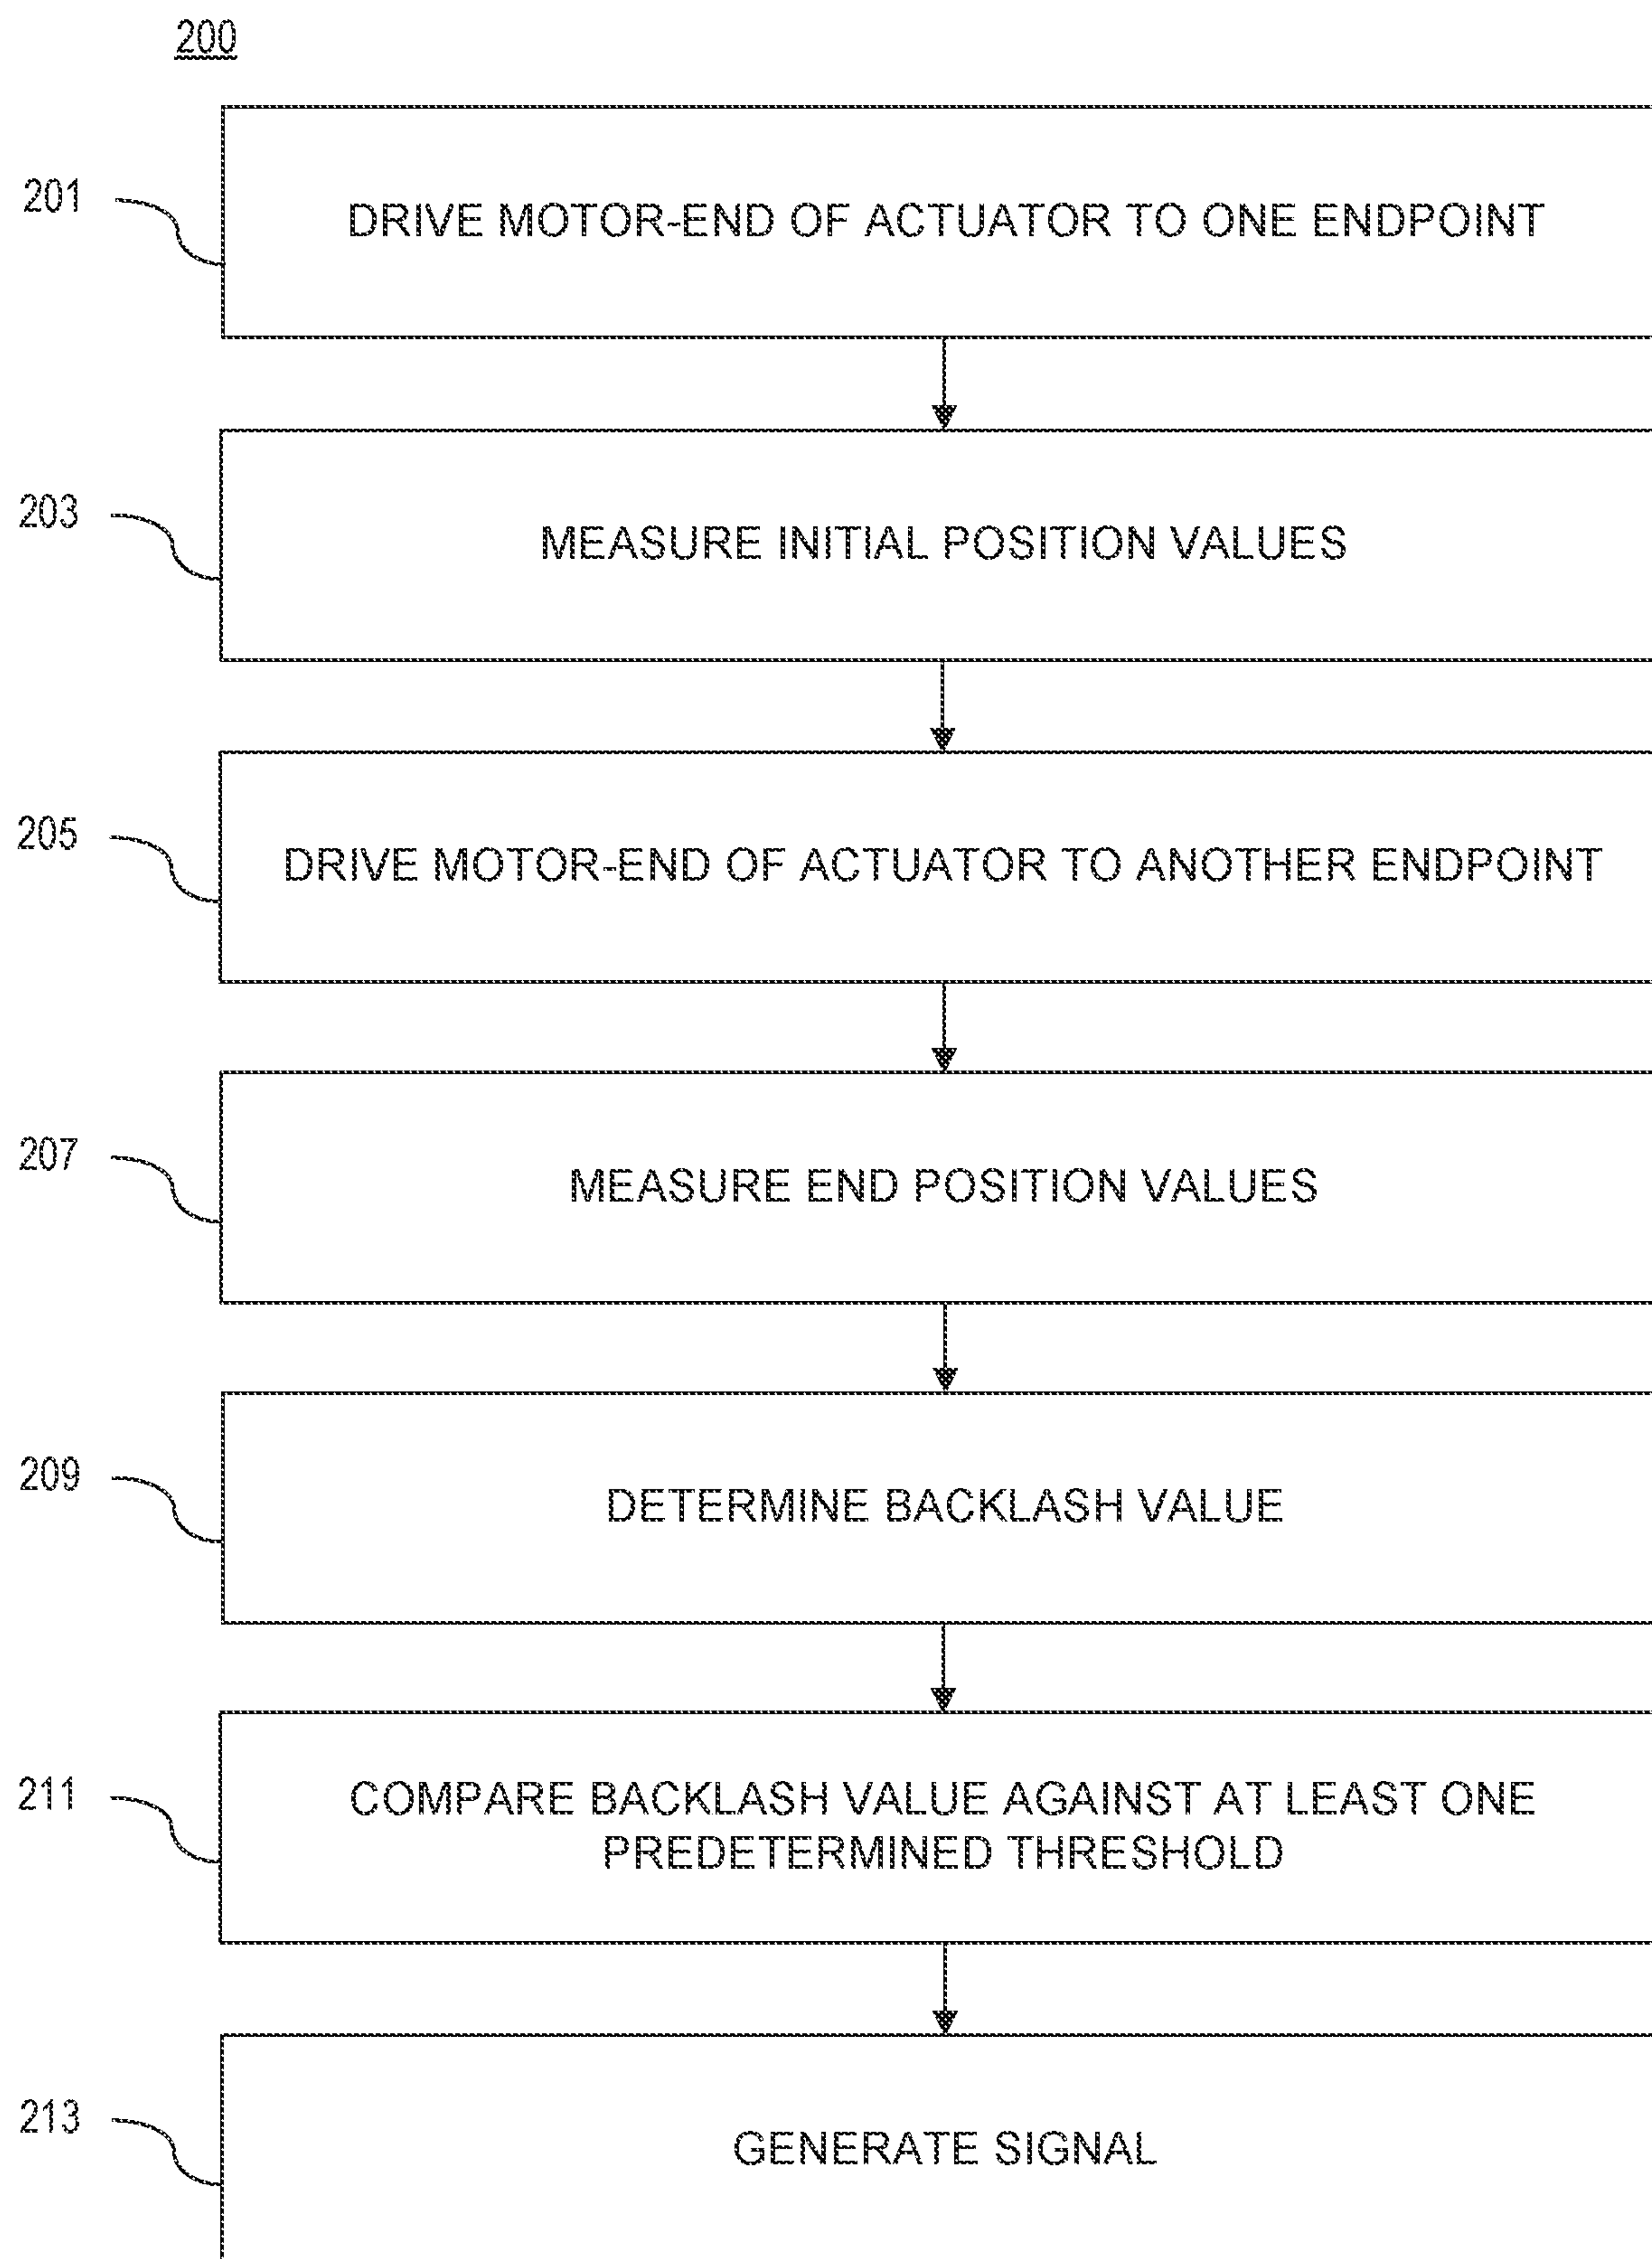 200
201
DRIVE MOTOR-END OF ACTUATOR TO ONE ENDPOINT
203
MEASURE INITIAL POSITION VALUES
205
DRIVE MOTOR-END OF ACTUATOR TO ANOTHER ENDPOINT
207
MEASURE END POSITION VALUES
209
DETERMINE BACKLASH VALUE
211
COMPARE BACKLASH VALUE AGAINST AT LEAST ONE
PREDETERMINED THRESHOLD
213
GENERATE SIGNAL